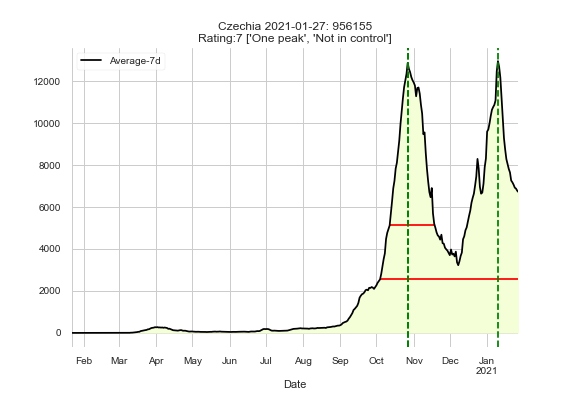 Czechia 2021-01-27: 956155
Rating:7 ['One peak', 'Not in control']
Average-7d
12000
10000
8000
6000
4000
2000
0
Feb Mar Apr May Jun Jul Aug Sep Oct Nov Dec Jan
2021
Date